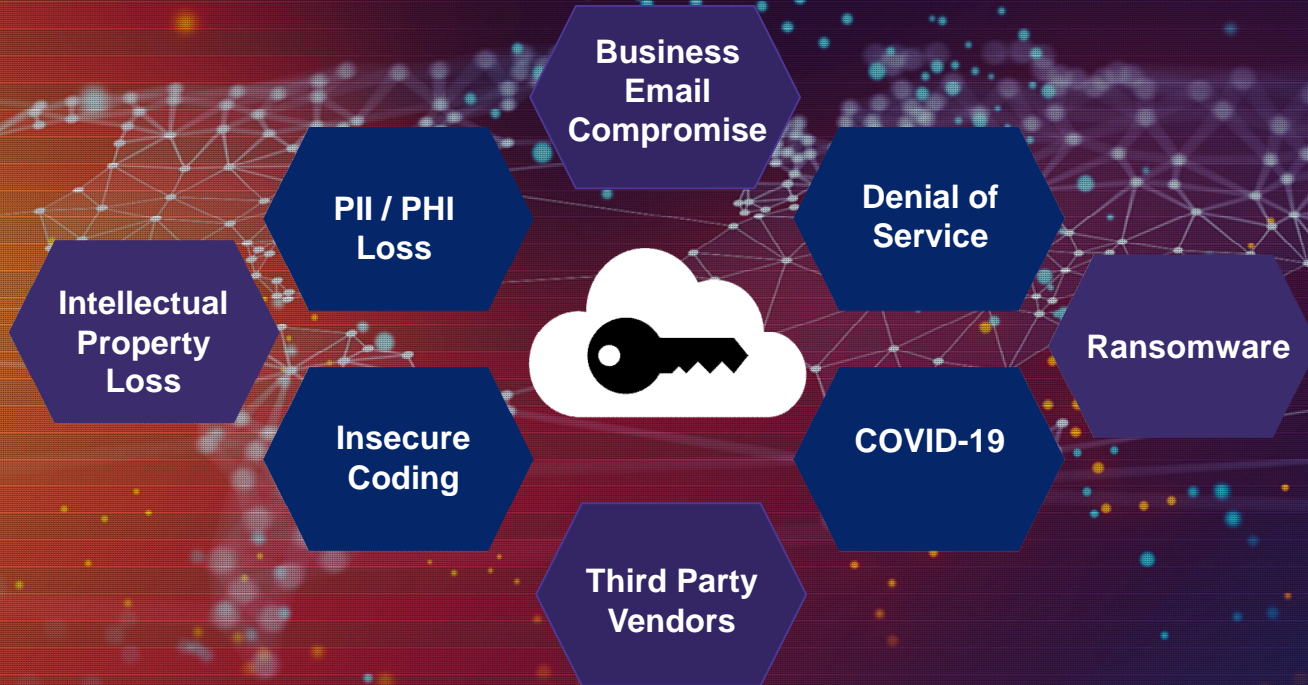 Business
Email
Compromise
PII / PHI
Loss
Denial of
Service
Intellectual
Property
Loss
Ransomware
Insecure
Coding
COVID-19
Third Party
Vendors